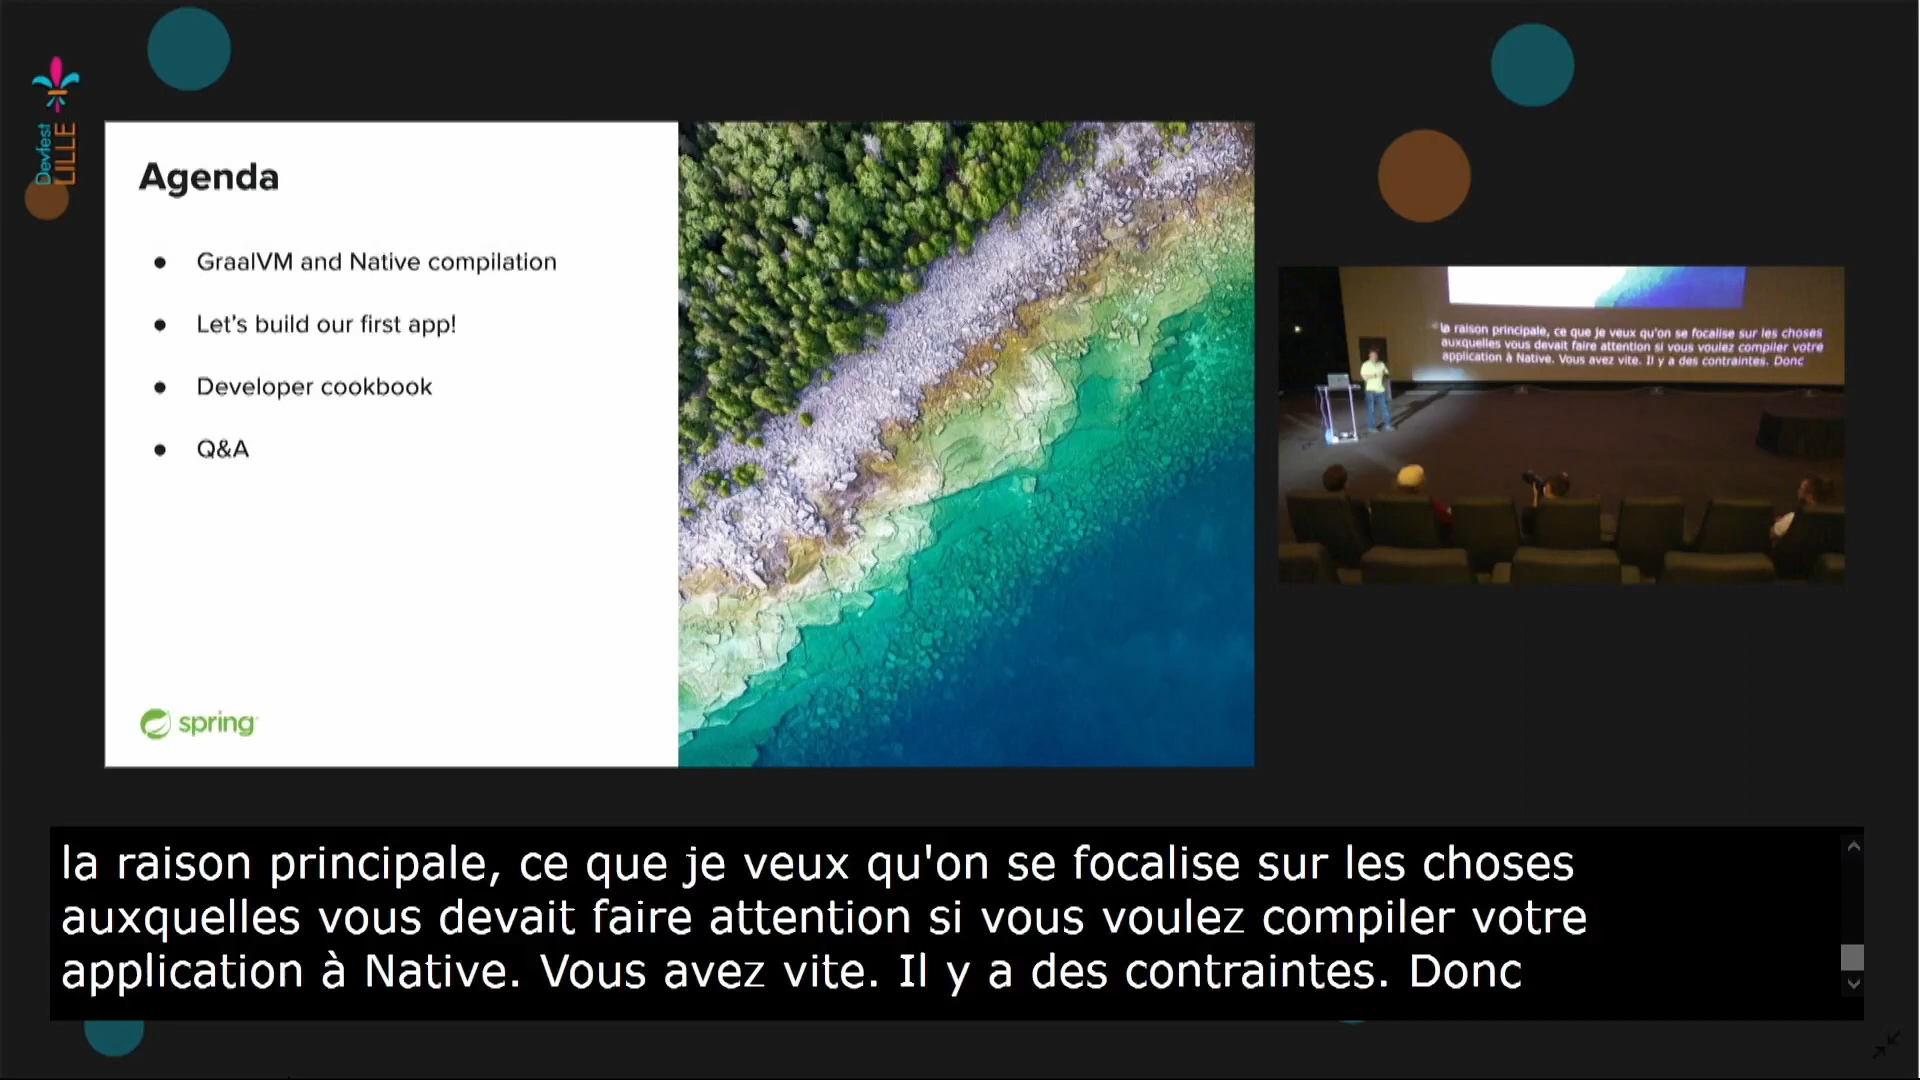 Devfest
LILLE
Agenda
● GraalVM and Native compilation
● Let's build our first app!
● Developer cookbook
● Q&A
spring
la raison principale, ce que je veux qu'on se focalise sur les choses
auxquelles vous devait faire attention si vous voulez compiler votre
application à Native. Vous avez vite. Il y a des contraintes. Donc
la raison principale, ce que je veux qu'on se focalise sur les choses
auxquelles vous devait faire attention si vous voulez compiler votre
application à Native. Vous avez vite. Il y a des contraintes. Donc